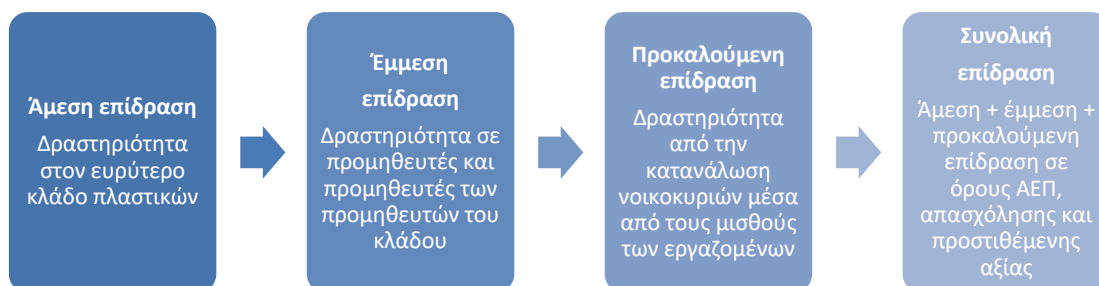 Άμεση επίδραση
Δραστηριότητα
στον ευρύτερο
κλάδο πλαστικών
Έμμεση
επίδραση
Δραστηριότητα σε
προμηθευτές και
προμηθευτές των
προμηθευτών του
κλάδου
Προκαλούμενη
επίδραση
Δραστηριότητα
από την
κατανάλωση
νοικοκυριών μέσα
από τους μισθούς
των εργαζομένων
Συνολική
επίδραση
Άμεση + έμμεση +
προκαλούμενη
επίδραση σε
όρους ΑΕΠ,
απασχόλησης και
προστιθέμενης
αξίας